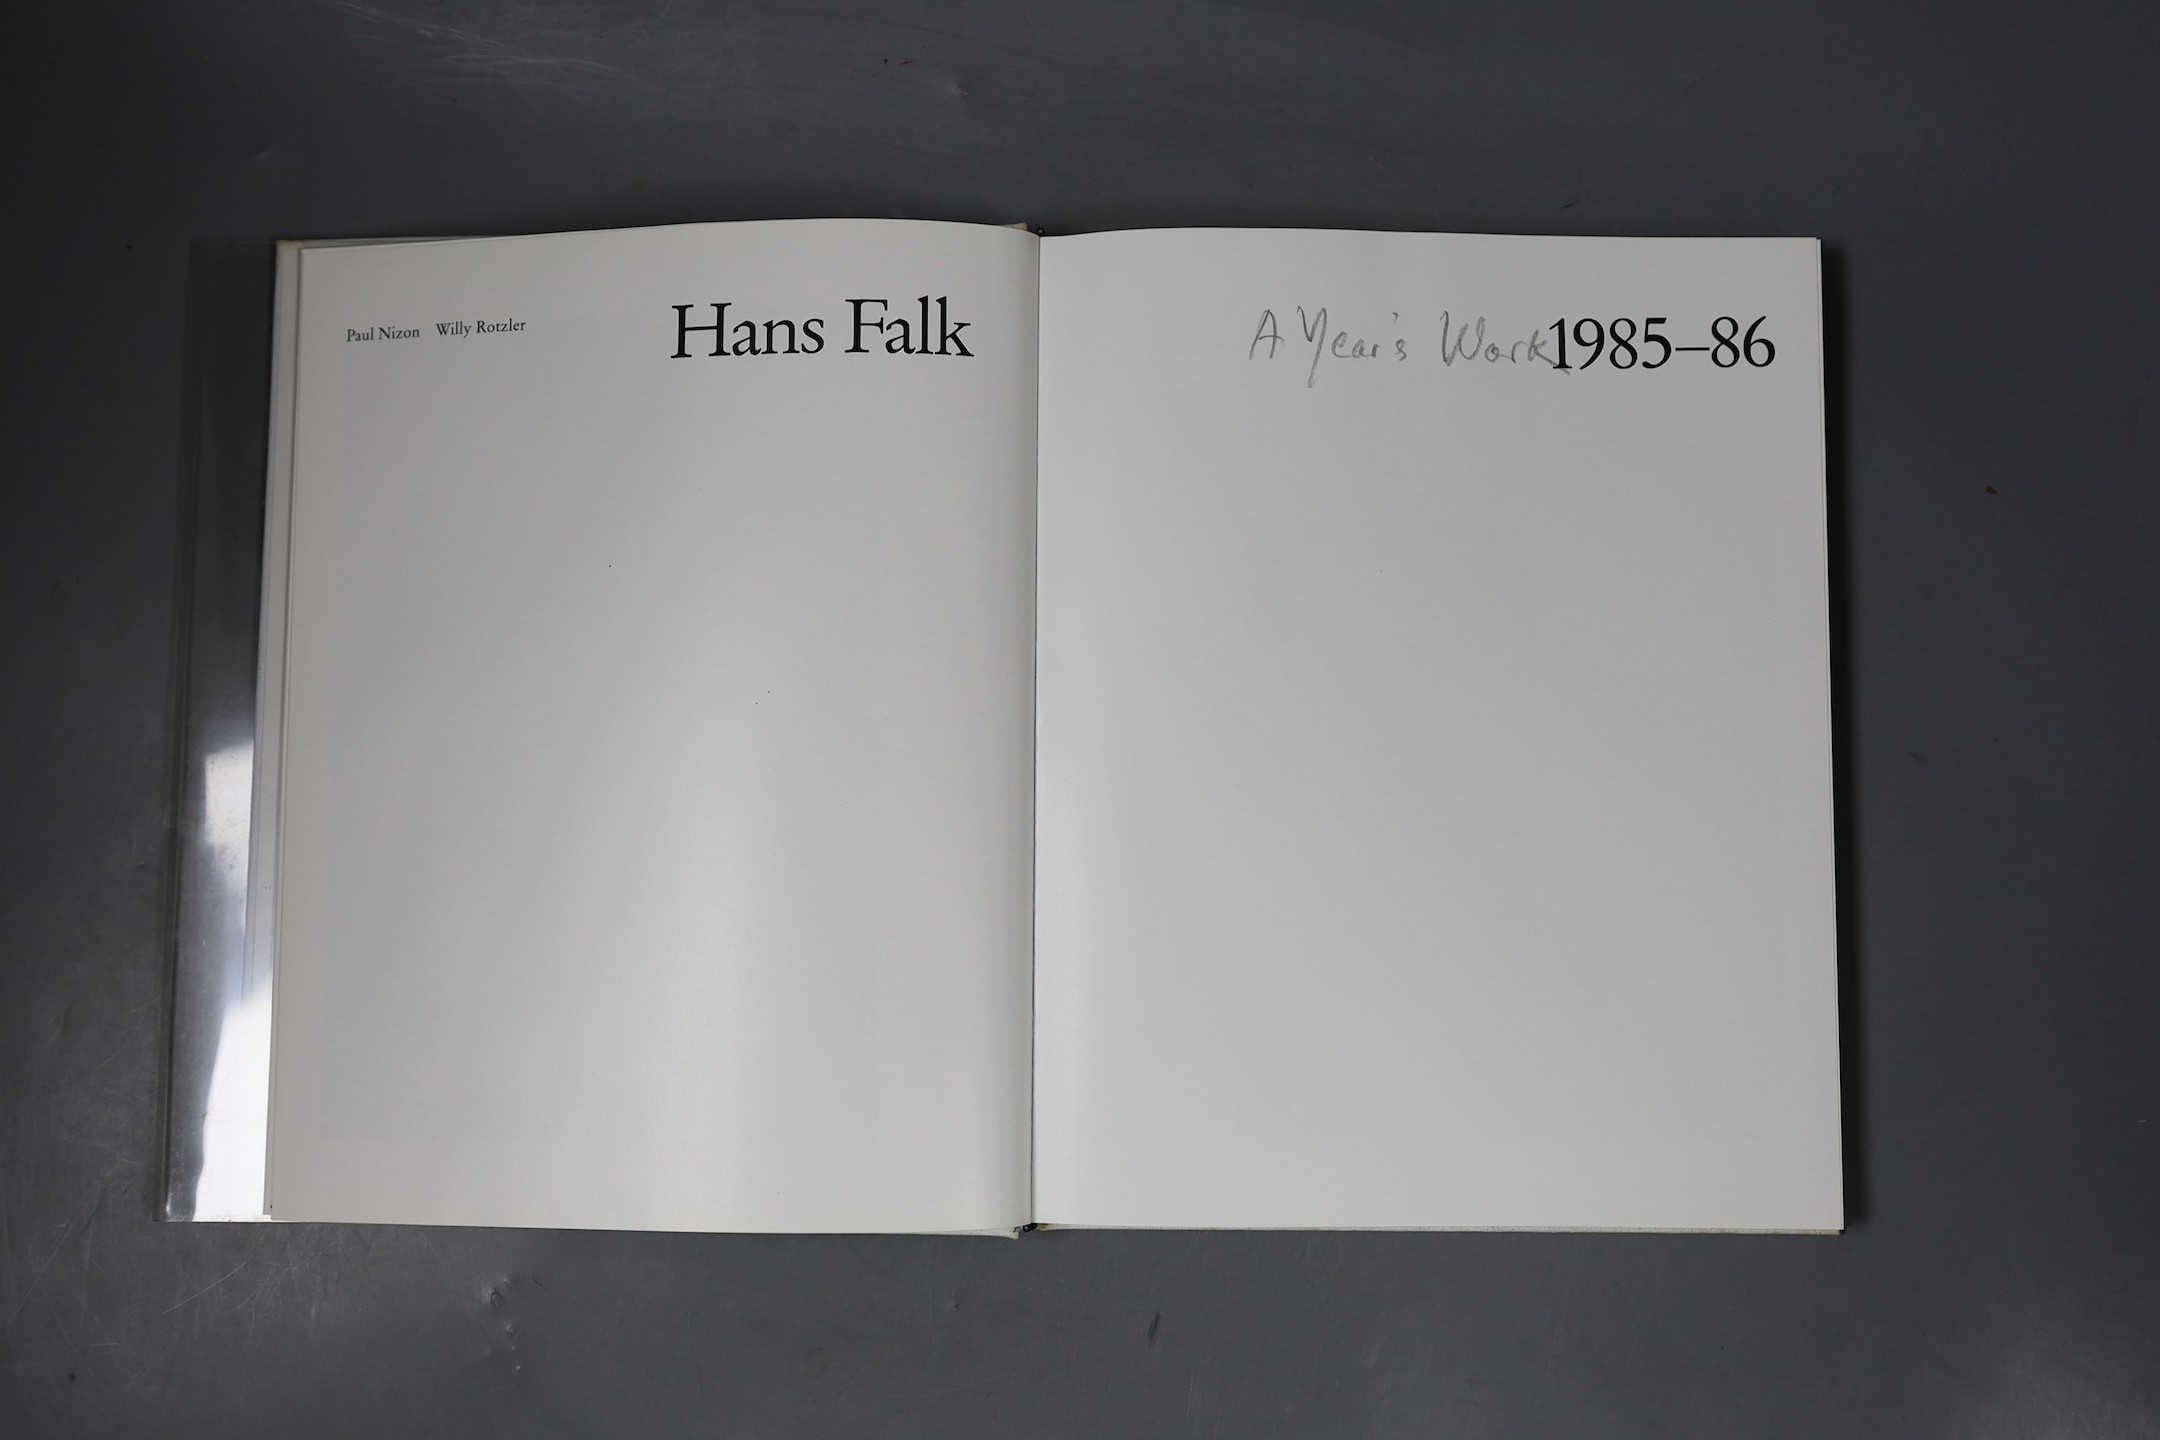 Paul Nizon Willy Rotzler
Hans Falk
A Year's Work 1985–86